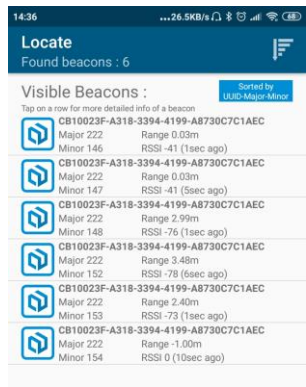 14:36
...26.5KB/s
Locate
Found beacons : 6
Visible Beacons :
Sorted by
UUID-Major-Minor
Tap on a row for more detailed info of a beacon
CB10023F-A318-3394-4199-A8730C7C1AEC
Major 222 Range 0.03m
Minor 146 RSSI -41 (1sec ago)
CB10023F-A318-3394-4199-A8730C7C1AEC
Major 222 Range 0.03m
Minor 147 RSSI -41 (5sec ago)
CB10023F-A318-3394-4199-A8730C7C1AEC
Major 222 Range 2.99m
Minor 148 RSSI -76 (1sec ago)
CB10023F-A318-3394-4199-A8730C7C1AEC
Major 222 Range 3.48m
Minor 152 RSSI -78 (6sec ago)
CB10023F-A318-3394-4199-A8730C7C1AEC
Major 222 Range 2.40m
Minor 153 RSSI -73 (1sec ago)
CB10023F-A318-3394-4199-A8730C7C1AEC
Major 222 Range -1.00m
Minor 154 RSSI 0 (10sec ago)